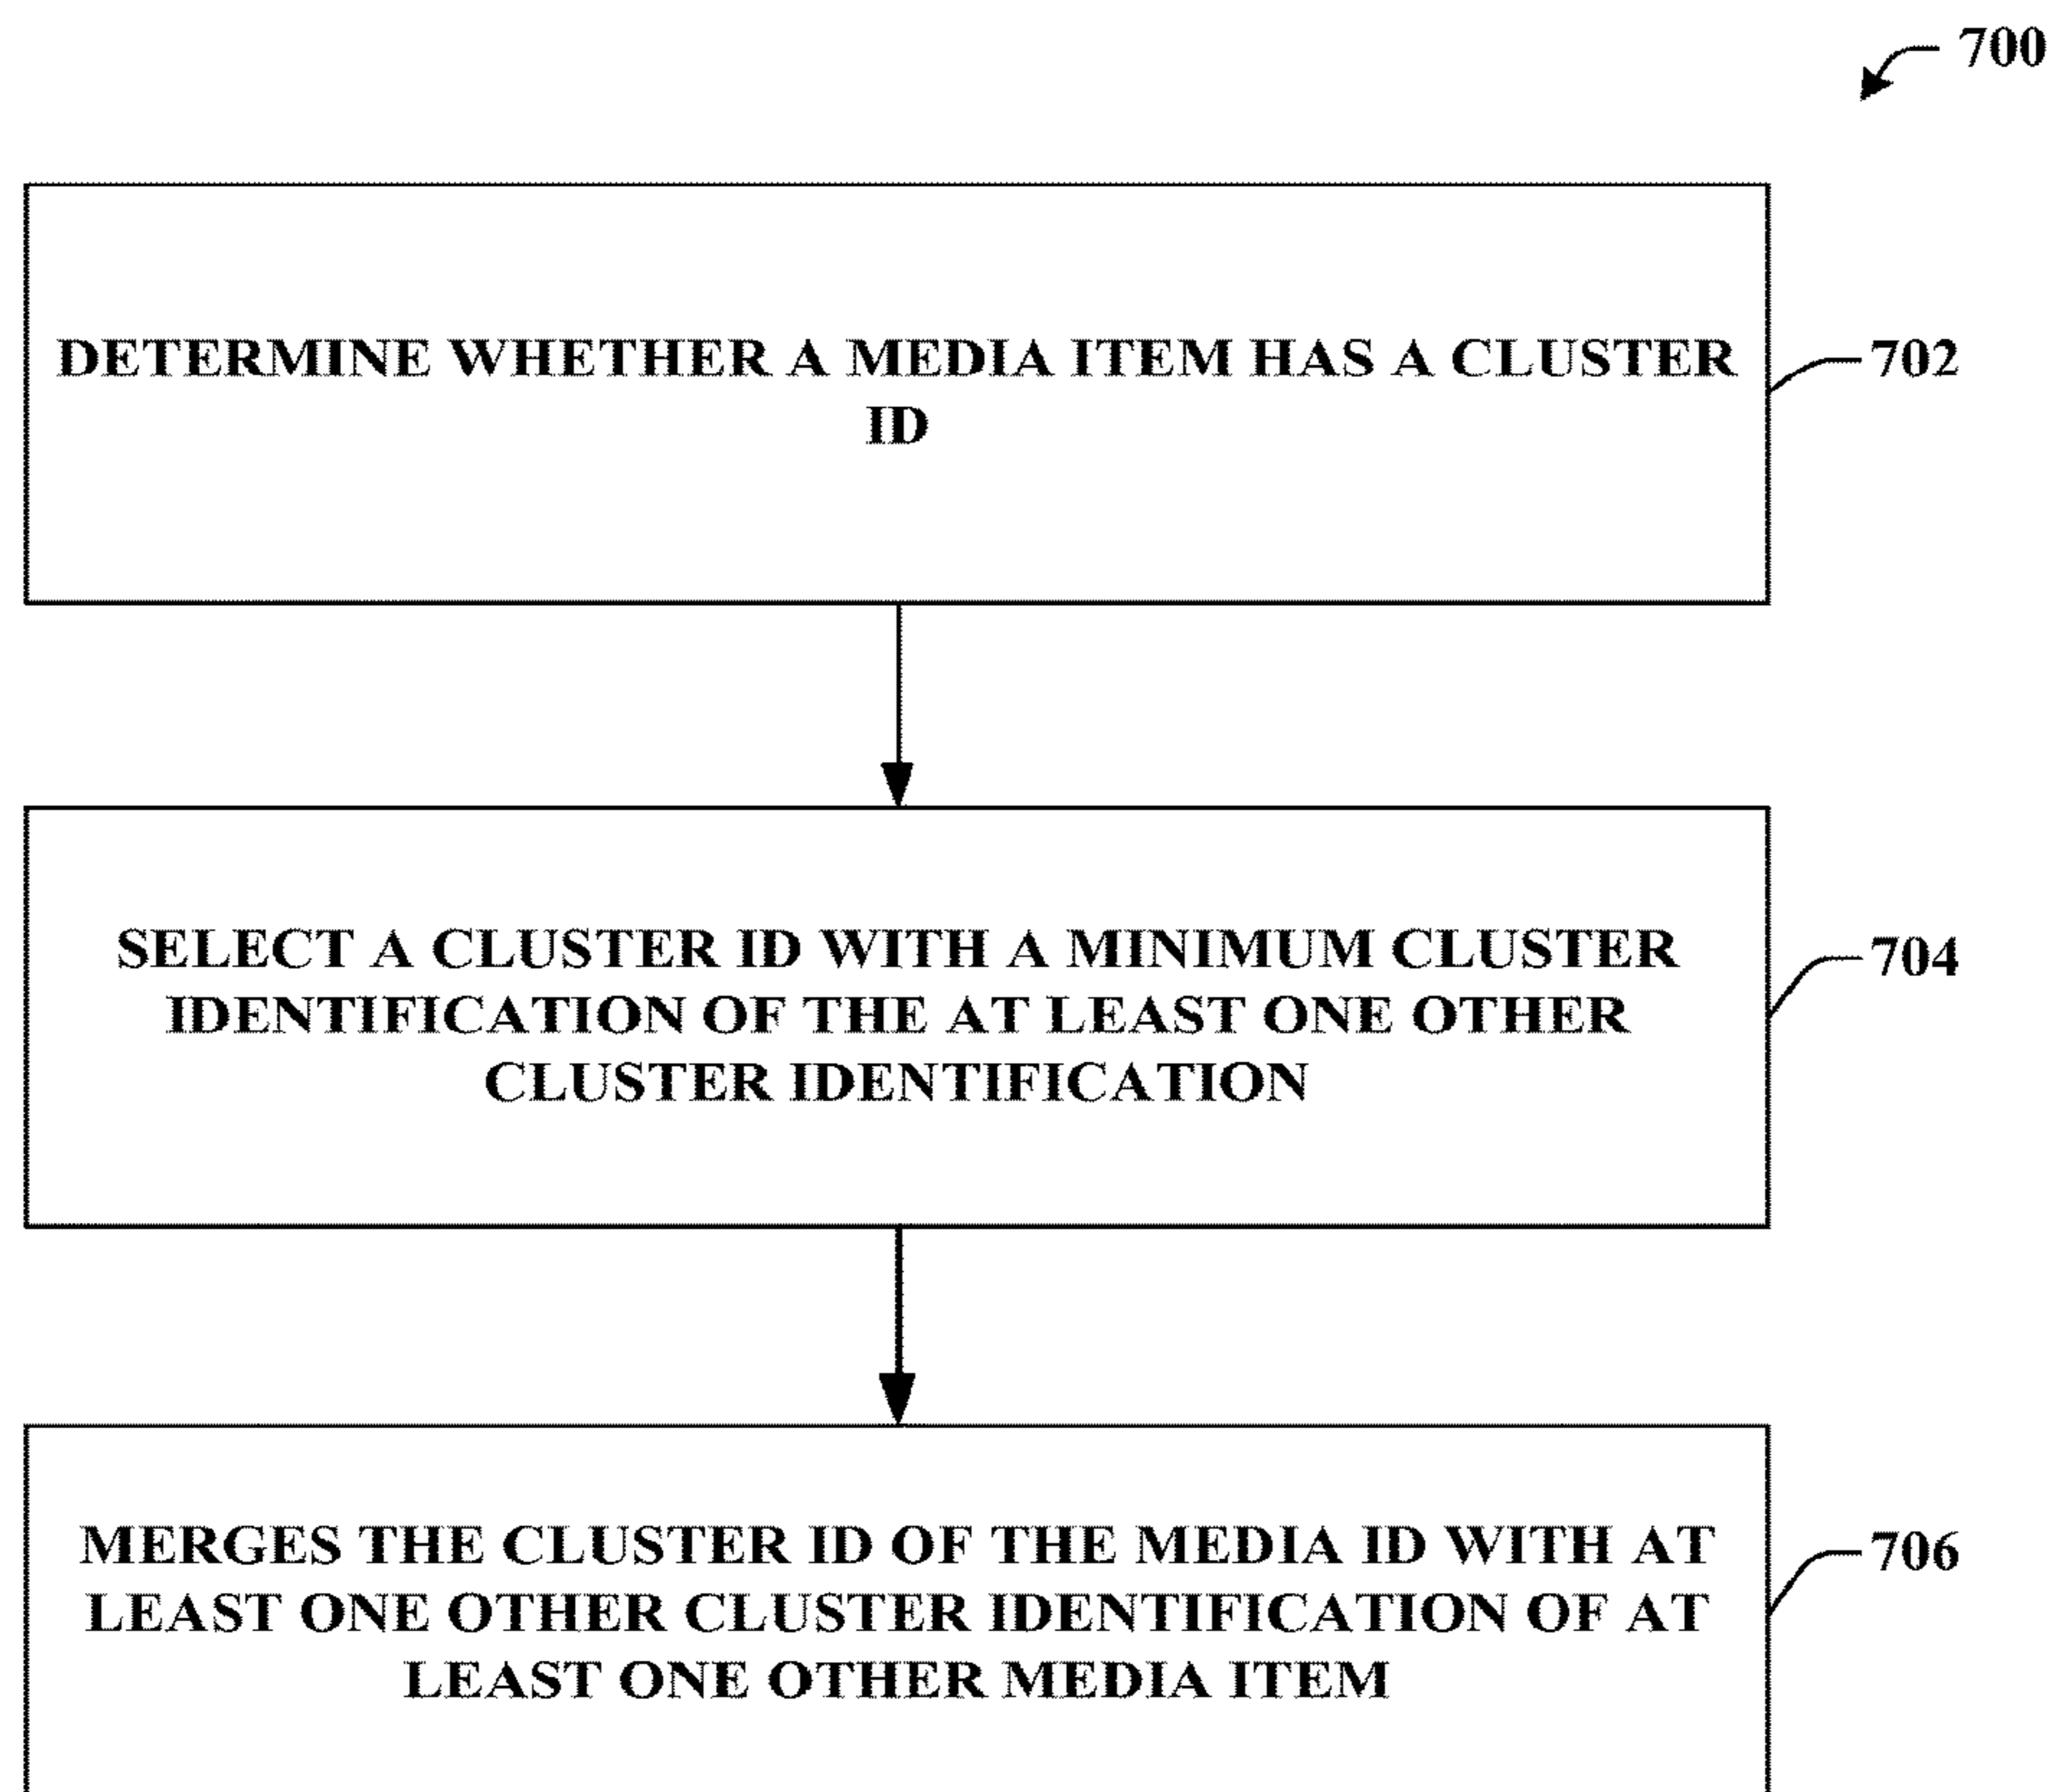 700
DETERMINE WHETHER A MEDIA ITEM HAS A CLUSTER
ID
702
SELECT A CLUSTER ID WITH A MINIMUM CLUSTER
IDENTIFICATION OF THE AT LEAST ONE OTHER
CLUSTER IDENTIFICATION
704
MERGES THE CLUSTER ID OF THE MEDIA ID WITH AT
LEAST ONE OTHER CLUSTER IDENTIFICATION OF AT
LEAST ONE OTHER MEDIA ITEM
706